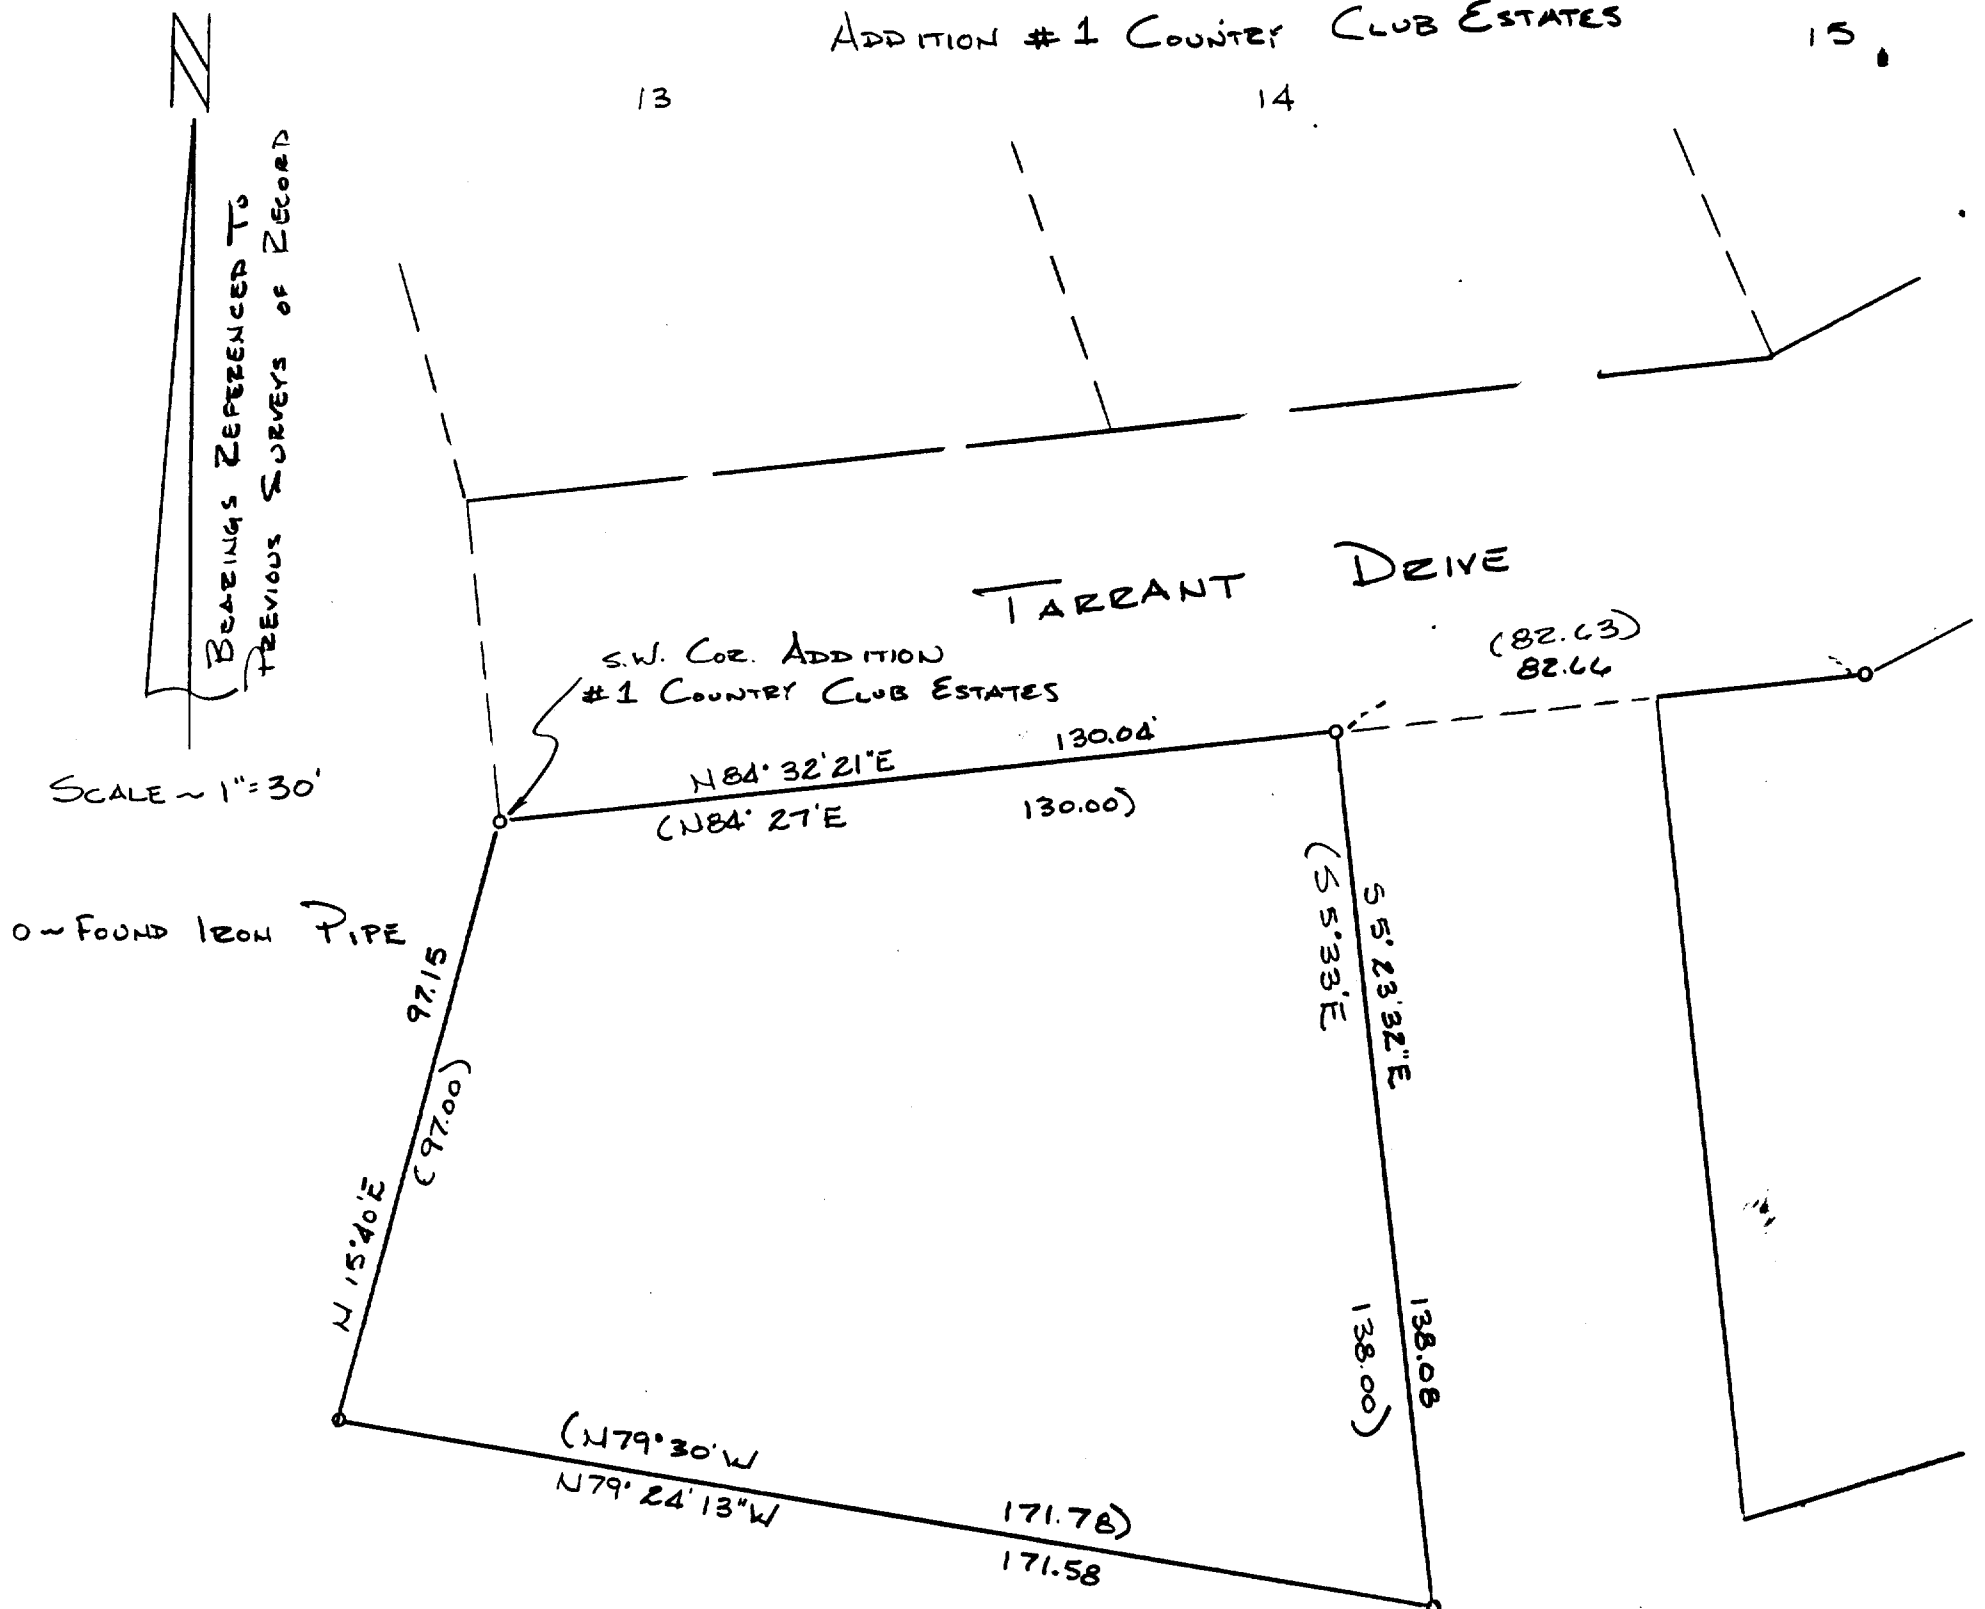 N
ADDITION # 1 COUNTRY CLUB ESTATES
15
13
14
BEARINGS REFERENCED TO
PREVIOUS SURVEYS OF RECORD
TARRANT DRIVE
(82.63)
82.66
S.W. COR. ADDITION
#1 COUNTRY CLUB ESTATES
130.04'
N84° 32' 21" E
(N84° 27' E 130.00)
SCALE ~ 1" = 30'
O ~ FOUND IRON PIPE
97.15
(97.00)
N 15° 40' E
(S 5° 33' E
138.00)
S 5° 23' 32" E
138.08
(N79° 30' W 171.78)
N79° 24' 13" W 171.58